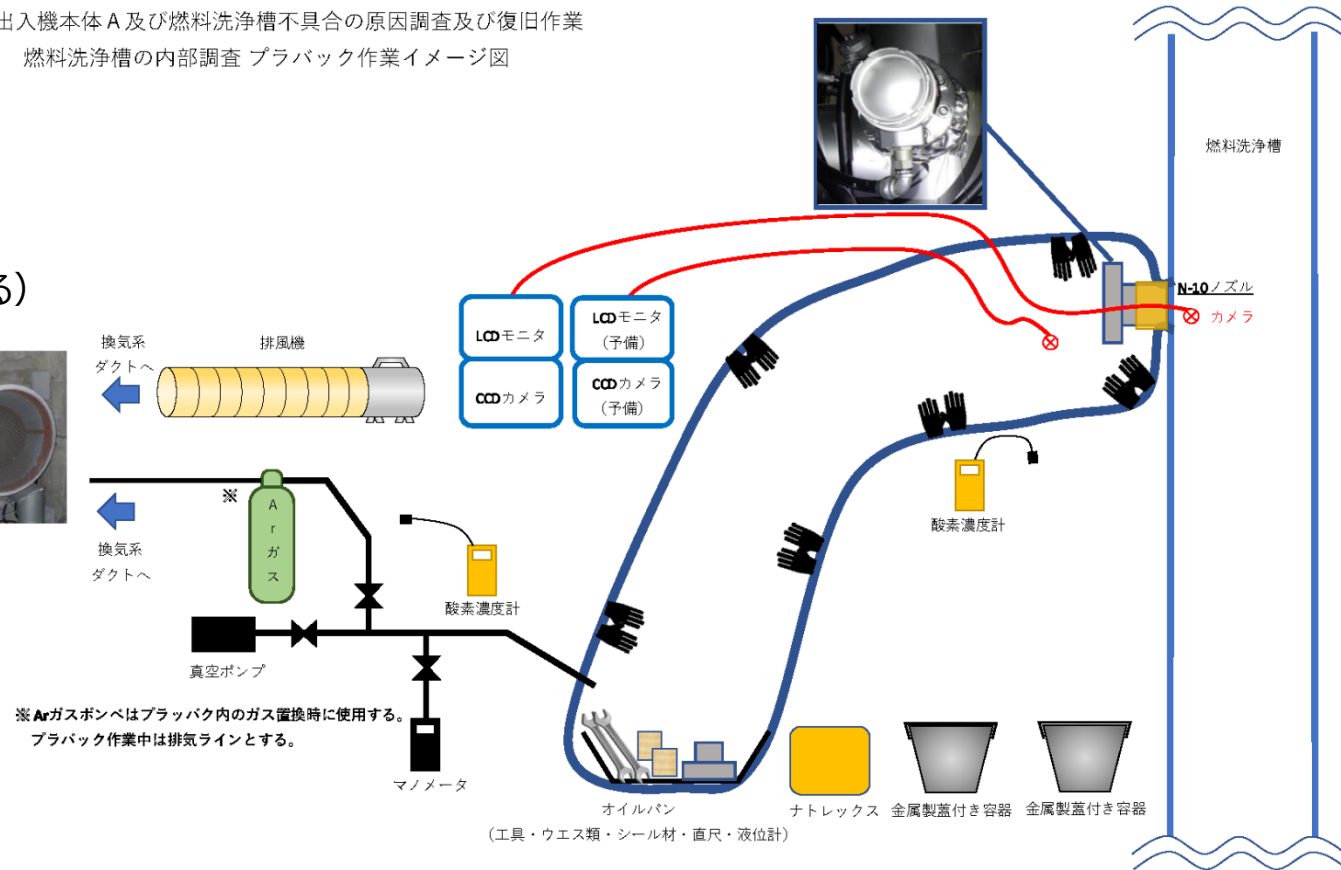 出入機本体A及び燃料洗浄槽不具合の原因調査及び復旧作業
燃料洗浄槽の内部調査 プラバック作業イメージ図
燃料洗浄槽
る)
換気系
ダクトへ
排風機
LCDモニタ
LCDモニタ
(予備)
CCDカメラ
CCDカメラ
(予備)
N-10ノズル
カメラ
※
Arガス
換気系
ダクトへ
酸素濃度計
酸素濃度計
真空ポンプ
※Arガスボンベはプラッバク内のガス置換時に使用する。
プラバック作業中は排気ラインとする。
マノメータ
オイルパン
(工具・ウエス類・シール材・直尺・液位計)
ナトレックス
金属製蓋付き容器
金属製蓋付き容器